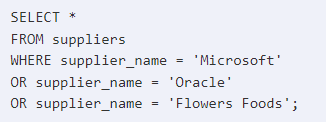 SELECT *
FROM suppliers
WHERE supplier_name = 'Microsoft'
OR supplier_name = 'Oracle'
OR supplier_name = 'Flowers Foods';